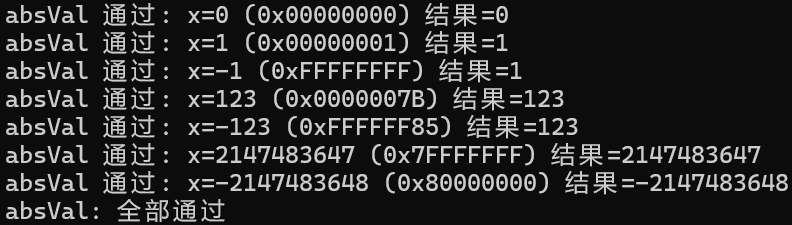 absVal 通过: x=0 (0x00000000) 结果=0
absVal 通过: x=1 (0x00000001) 结果=1
absVal 通过: x=-1 (0xFFFFFFFF) 结果=1
absVal 通过: x=123 (0x0000007B) 结果=123
absVal 通过: x=-123 (0xFFFFFF85) 结果=123
absVal 通过: x=2147483647 (0x7FFFFFFF) 结果=2147483647
absVal 通过: x=-2147483648 (0x80000000) 结果=-2147483648
absVal: 全部通过